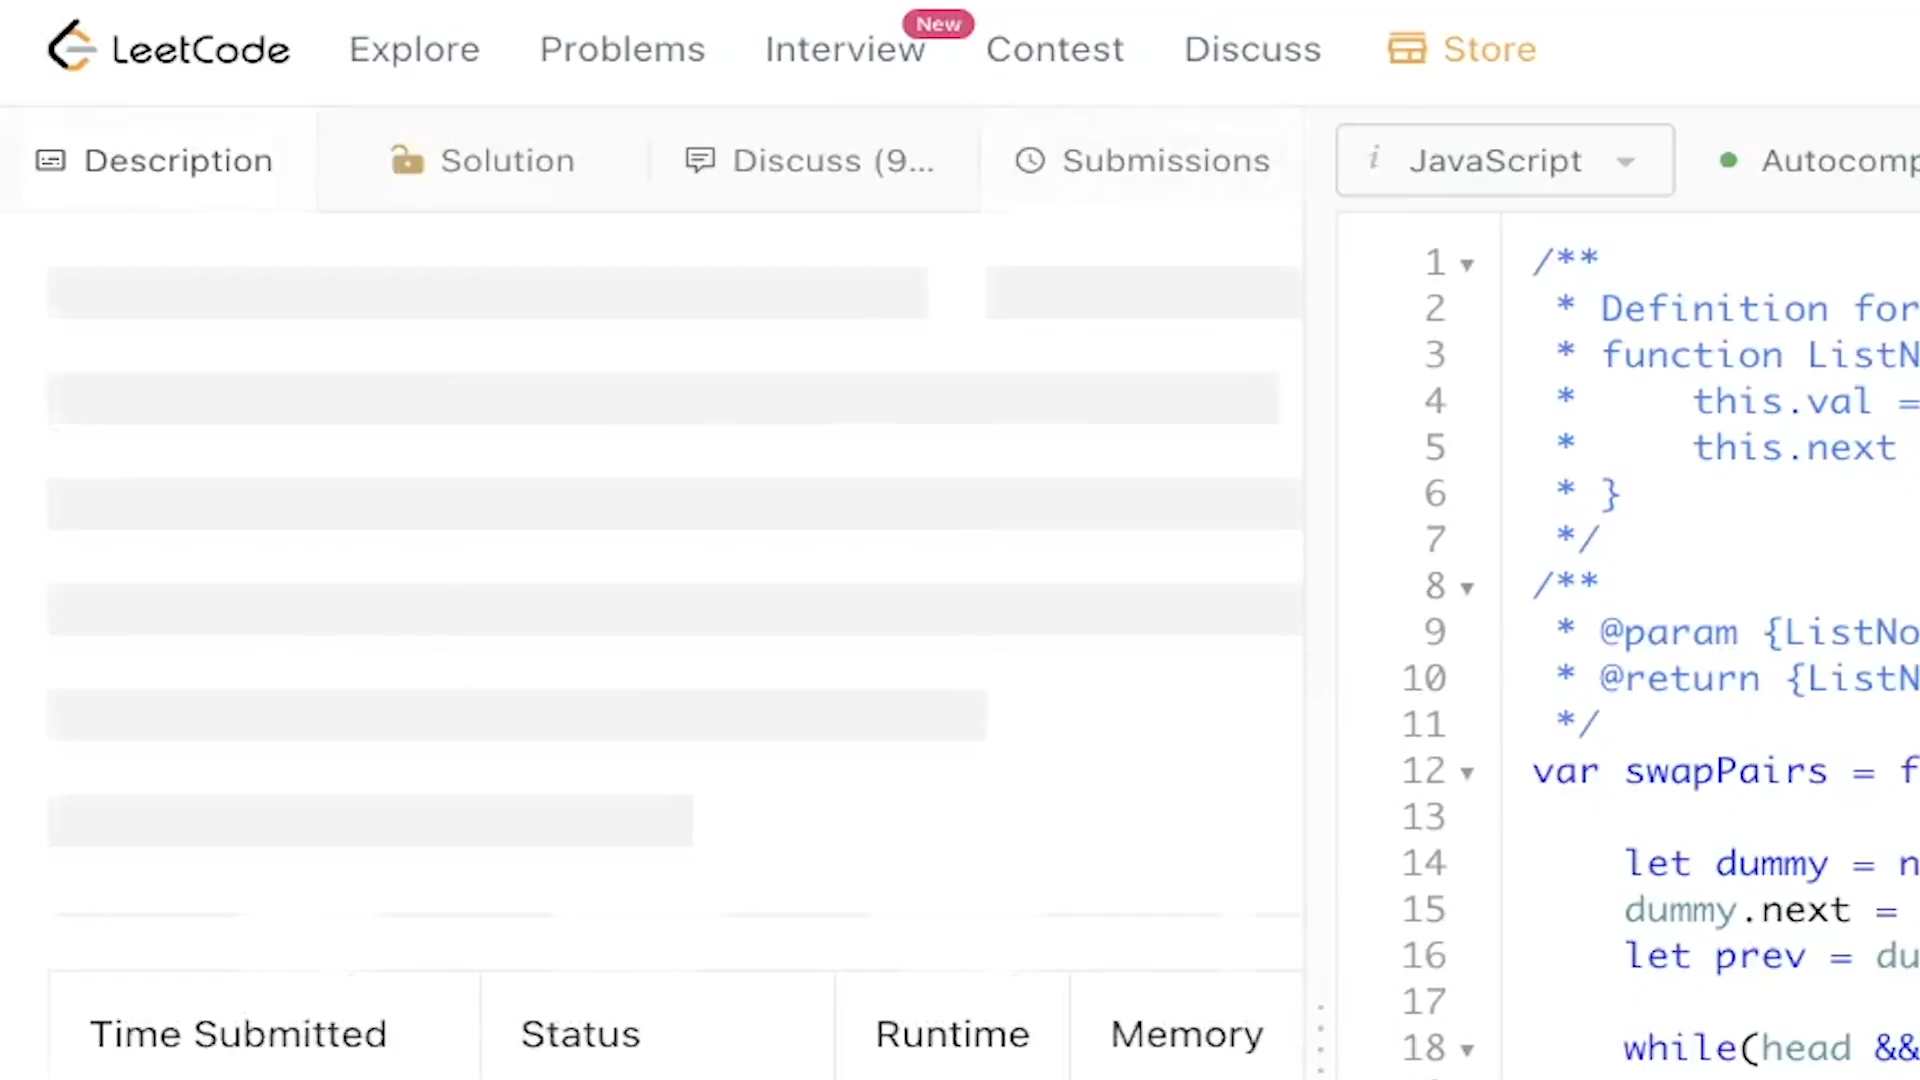 LeetCode Explore Problems Interview New Contest Discuss Store
Description Solution Discuss (9... Submissions
i JavaScript Autocomp
1 /**
2 * Definition for
3 * function ListN
4 * this.val =
5 * this.next
6 * }
7 */
8 /**
9 * @param {ListNo
10 * @return {ListN
11 */
12 var swapPairs = f
13
14 let dummy = n
15 dummy.next =
16 let prev = du
17
18 while(head &&
Time Submitted Status Runtime Memory